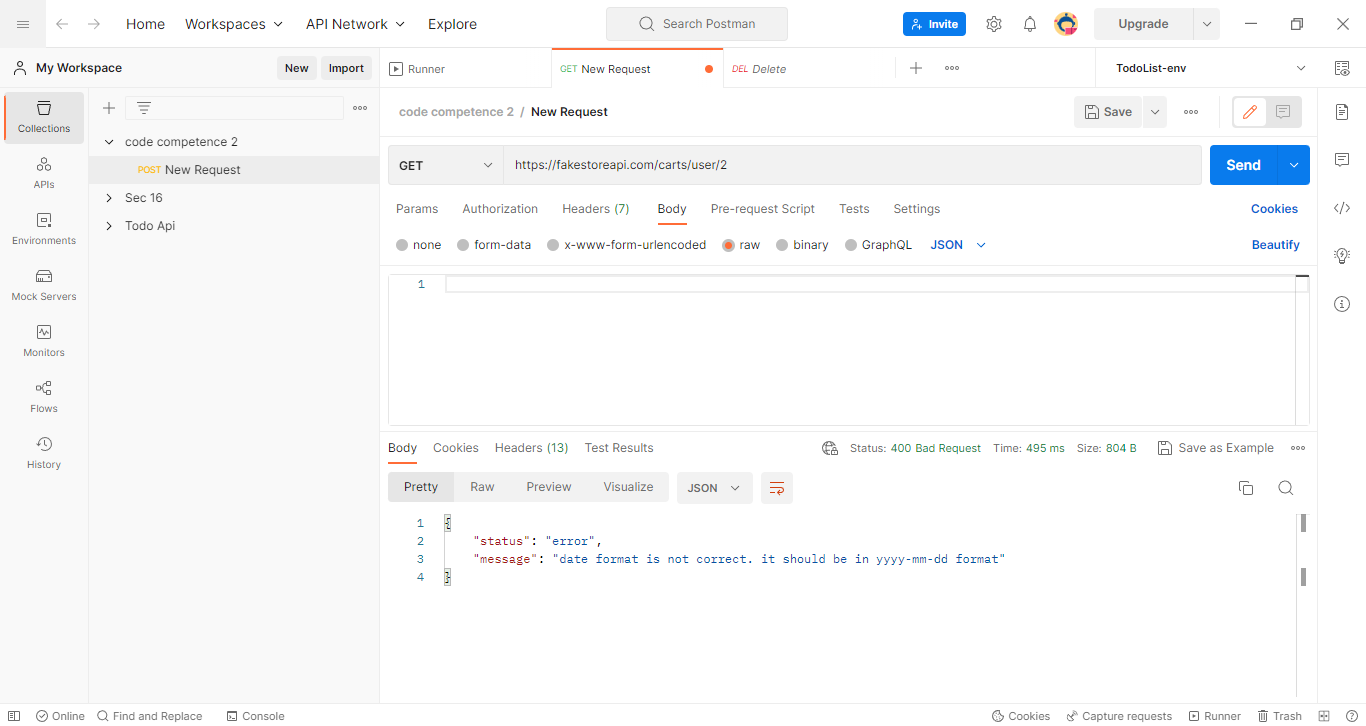 Home Workspaces API Network Explore Search Postman Invite Upgrade
My Workspace New Import Runner GET New Request DEL Delete TodoList-env
Collections
APIs
Environments
Mock Servers
Monitors
Flows
History
code competence 2
POST New Request
Sec 16
Todo Api
code competence 2 / New Request Save
GET https://fakestoreapi.com/carts/user/2 Send
Params Authorization Headers (7) Body Pre-request Script Tests Settings Cookies
none form-data x-www-form-urlencoded raw binary GraphQL JSON Beautify
1
Body Cookies Headers (13) Test Results Status: 400 Bad Request Time: 495 ms Size: 804 B Save as Example
Pretty Raw Preview Visualize JSON
1 {
2 "status": "error",
3 "message": "date format is not correct. it should be in yyyy-mm-dd format"
4 }
Online Find and Replace Console Cookies Capture requests Runner Trash